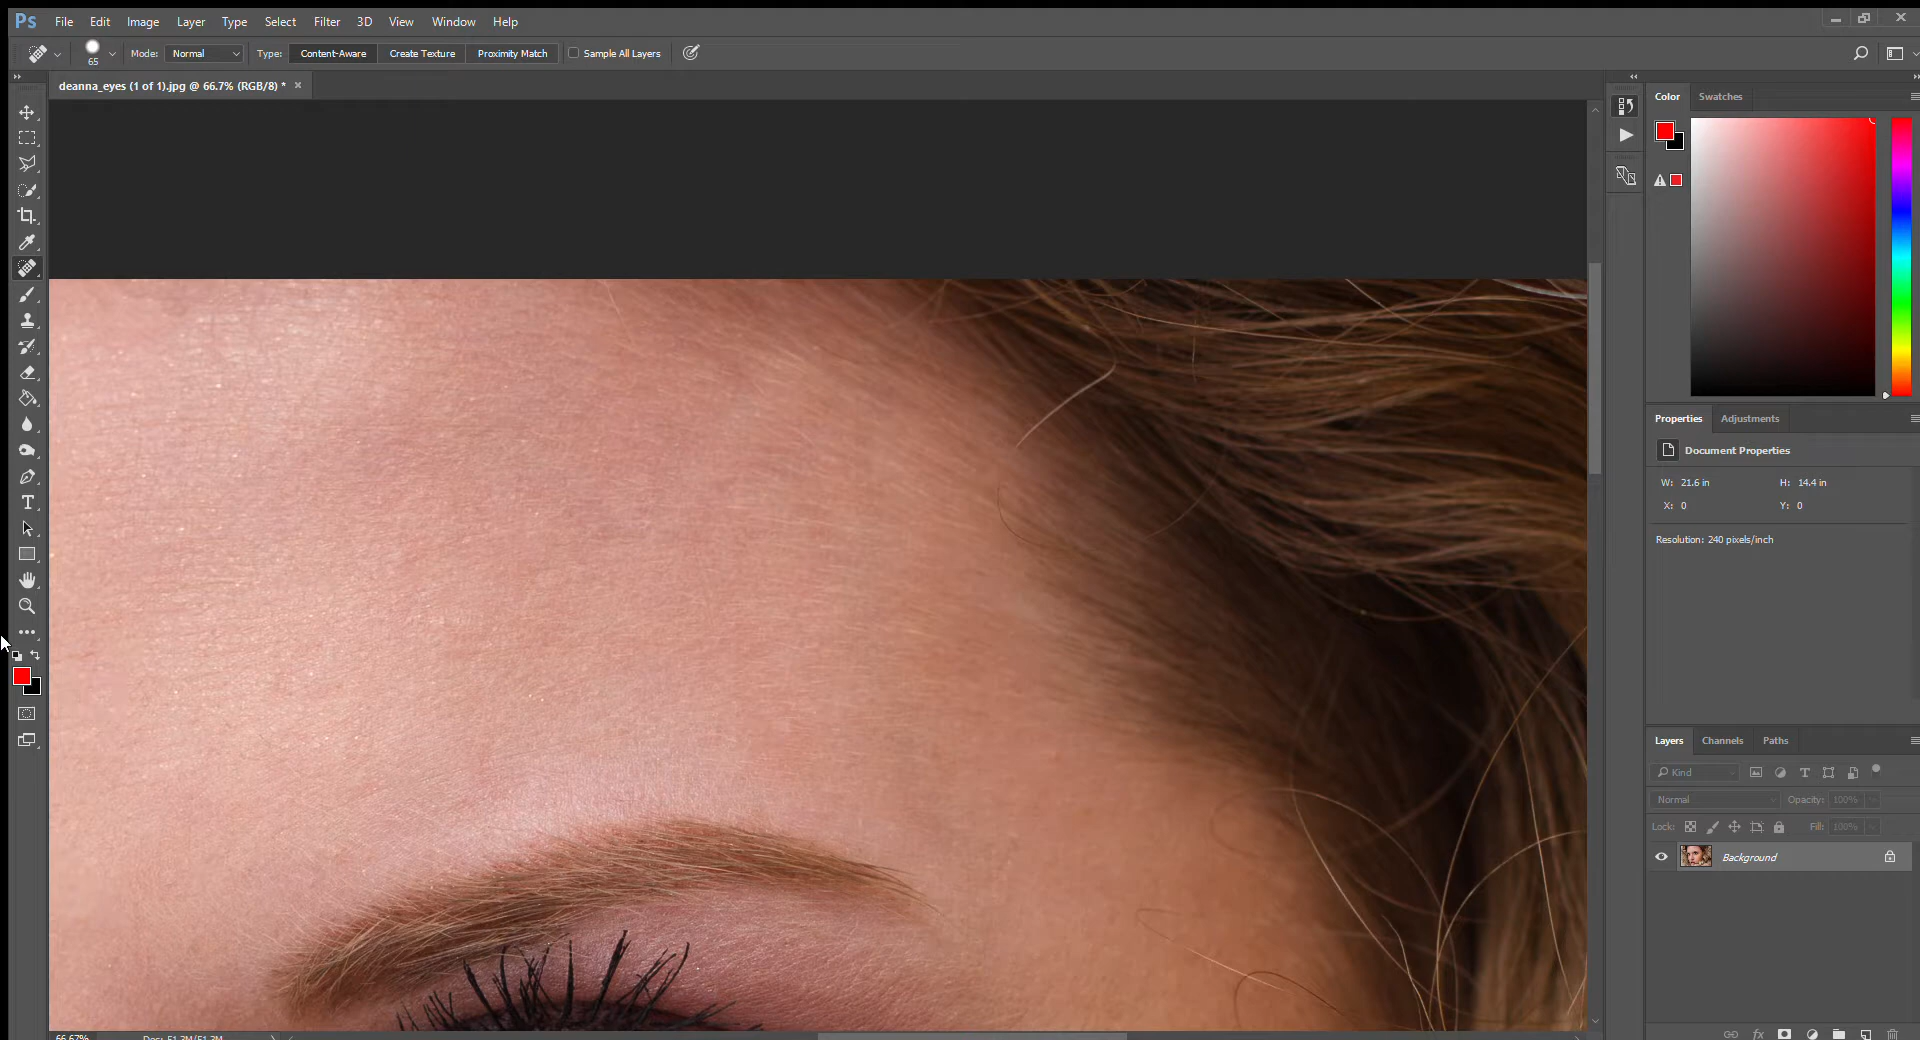 Ps File Edit Image Layer Type Select Filter 3D View Window Help
65 Mode: Normal Type: Content-Aware Create Texture Proximity Match Sample All Layers
deanna_eyes (1 of 1).jpg @ 66.7% (RGB/8) * ×
Color Swatches
Properties Adjustments
Document Properties
W: 21.6 in H: 14.4 in
X: 0 Y: 0
Resolution: 240 pixels/inch
Layers Channels Paths
Kind
Normal Opacity: 100%
Lock: Fill: 100%
Background
fx
66.67% Doc: 51.3M/51.3M